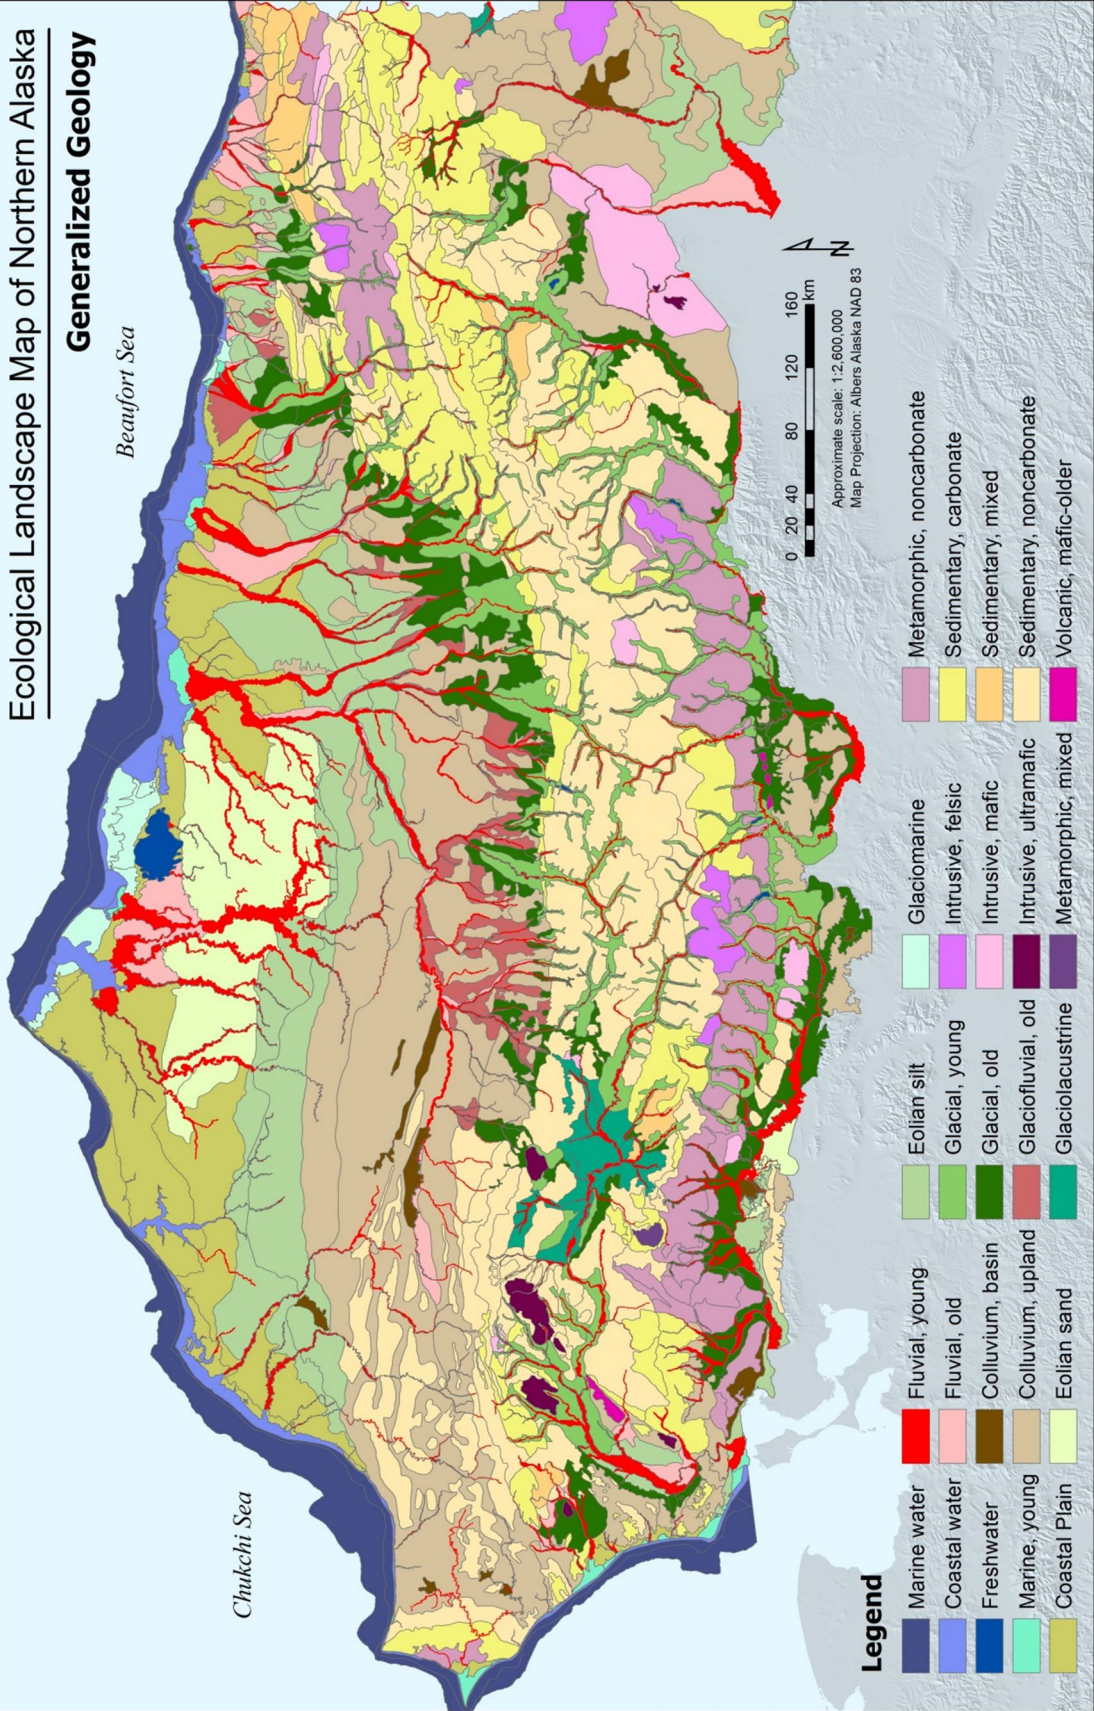 Ecological Landscape Map of Northern Alaska
Generalized Geology
Beaufort Sea
Chukchi Sea
N
0 20 40 80 120 160
km
Approximate scale: 1:2,600,000
Map Projection: Albers Alaska NAD 83
Legend
Marine water
Coastal water
Freshwater
Marine, young
Coastal Plain
Fluvial, young
Fluvial, old
Colluvium, basin
Colluvium, upland
Eolian sand
Eolian silt
Glacial, young
Glacial, old
Glaciofluvial, old
Glaciolacustrine
Glaciomarine
Intrusive, felsic
Intrusive, mafic
Intrusive, ultramafic
Metamorphic, mixed
Metamorphic, noncarbonate
Sedimentary, carbonate
Sedimentary, mixed
Sedimentary, noncarbonate
Volcanic, mafic-older